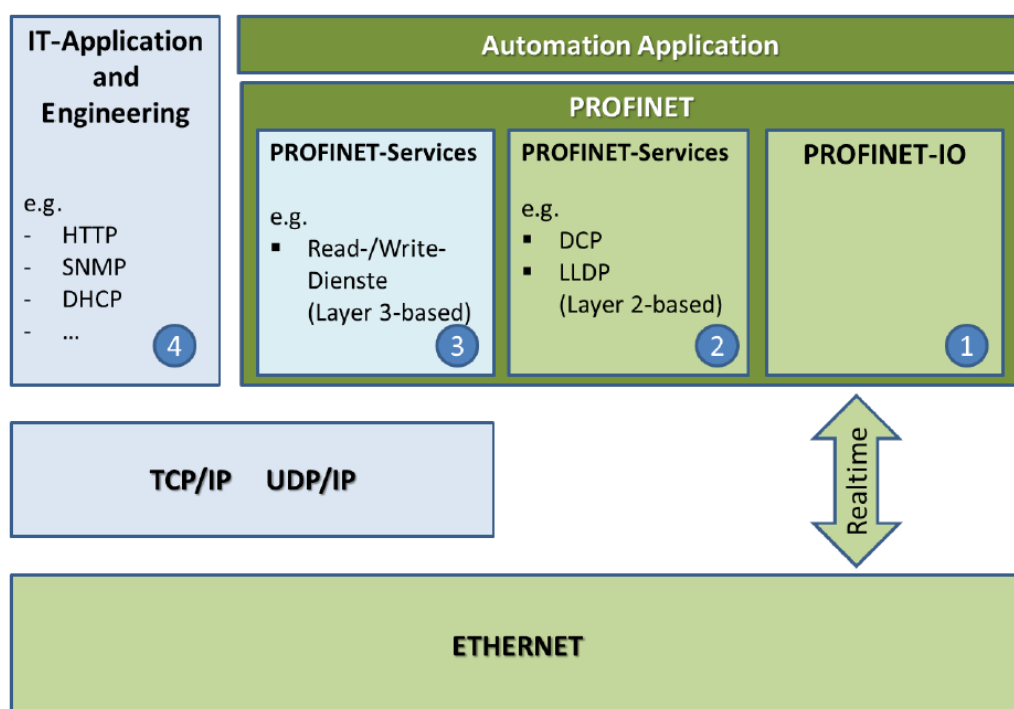 IT-Application
and
Engineering
e.g.
- HTTP
- SNMP
- DHCP
- ...
4
Automation Application
PROFINET
PROFINET-Services
e.g.
▪ Read-/Write-
Dienste
(Layer 3-based)
3
PROFINET-Services
e.g.
▪ DCP
▪ LLDP
(Layer 2-based)
2
PROFINET-IO
1
TCP/IP UDP/IP
Realtime
ETHERNET